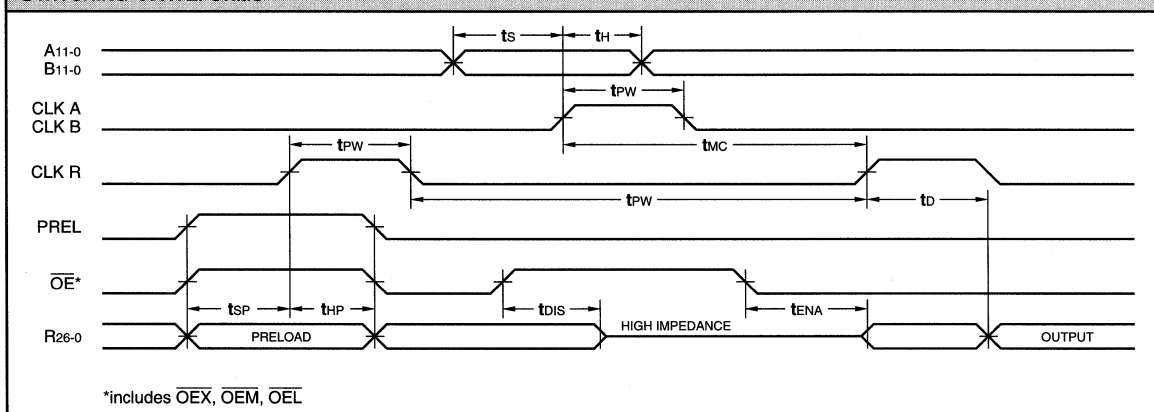 tS tH
A11-0
B11-0
tPW
CLK A
CLK B
tPW tMC
CLK R
tPW tD
PREL
OE*
tSP tHP tDIS tENA
HIGH IMPEDANCE
R26-0 PRELOAD OUTPUT
*includes OEX, OEM, OEL